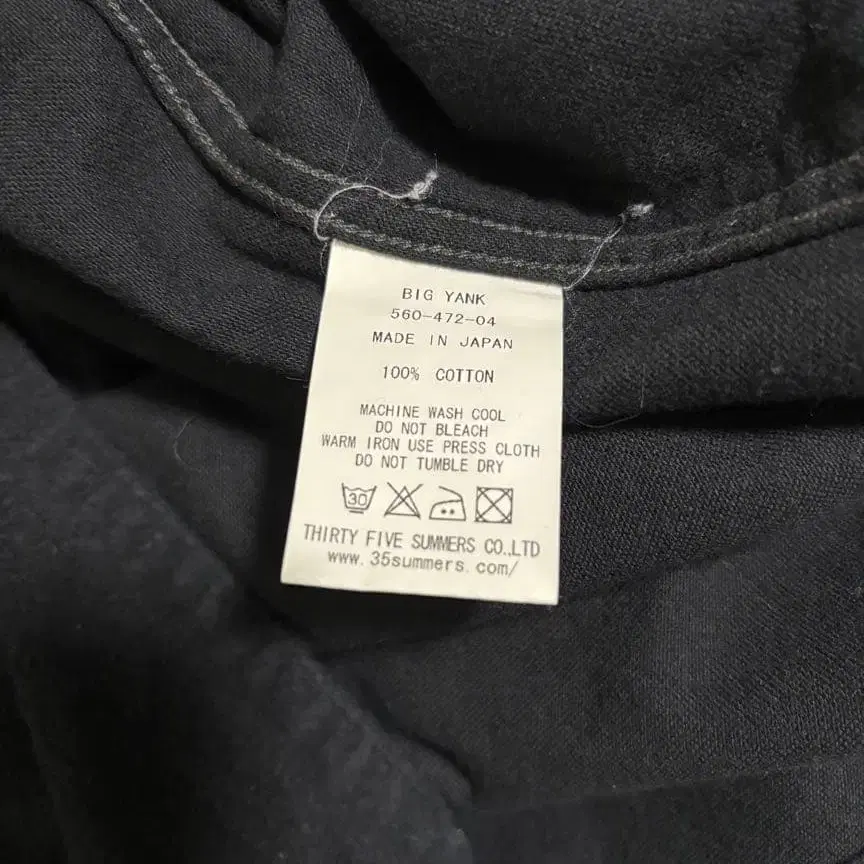 BIG YANK
560-472-04
MADE IN JAPAN
100% COTTON
MACHINE WASH COOL
DO NOT BLEACH
WARM IRON USE PRESS CLOTH
DO NOT TUMBLE DRY
30
THIRTY FIVE SUMMERS CO.,LTD
www.35summers.com/